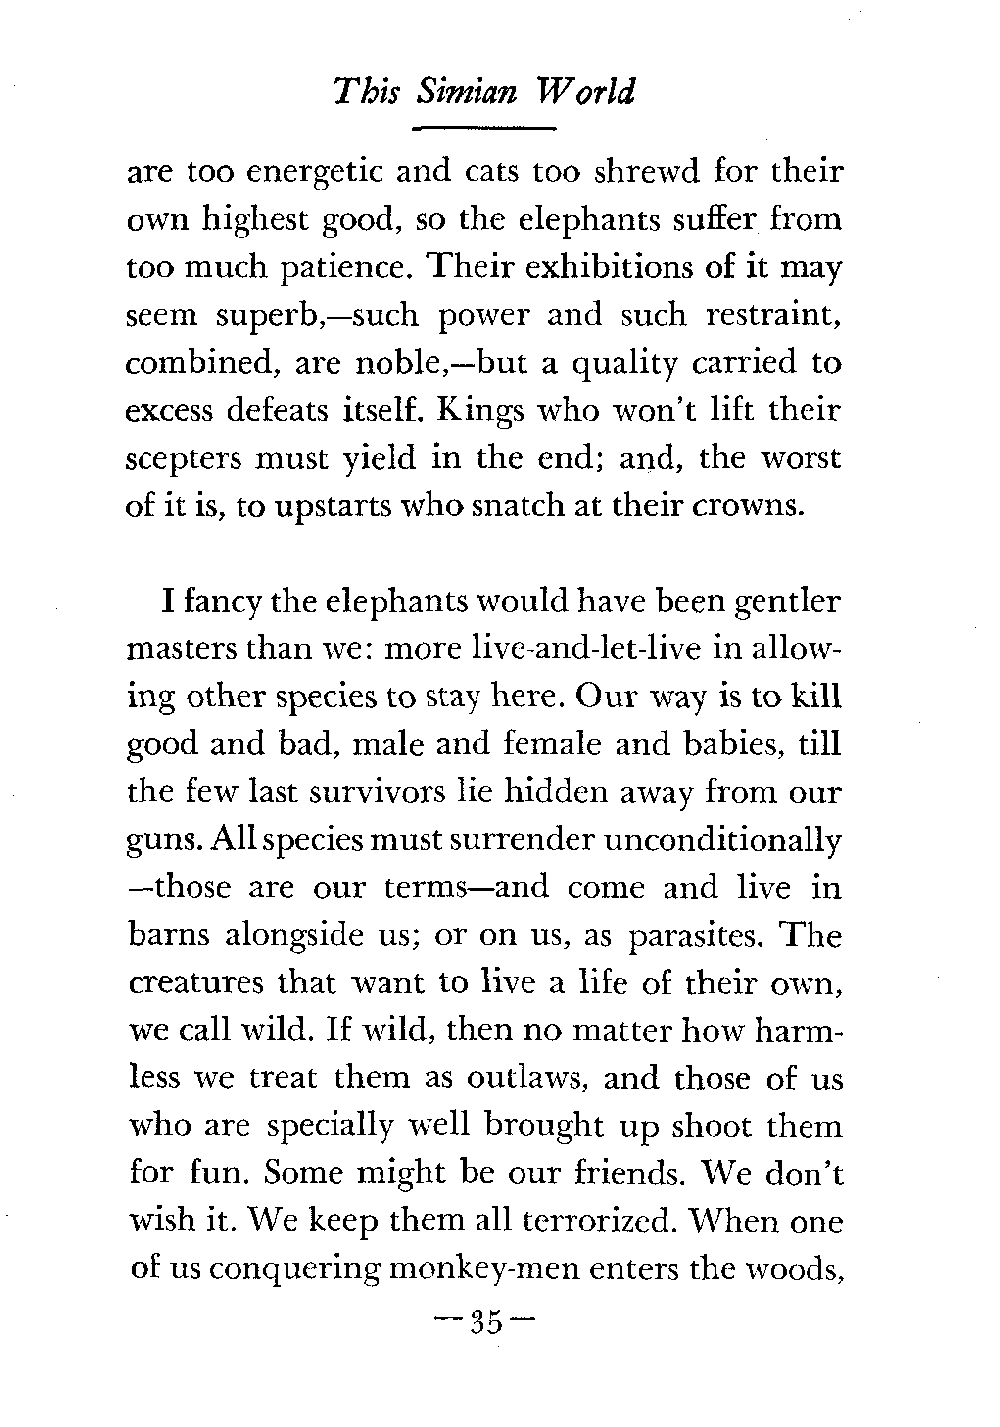 This Simian World
are too energetic and cats too shrewd for their
own highest good, so the elephants suffer from
too much patience. Their exhibitions of it may
seem superb,—such power and such restraint,
combined, are noble,—but a quality carried to
excess defeats itself. Kings who won't lift their
scepters must yield in the end; and, the worst
of it is, to upstarts who snatch at their crowns.
I fancy the elephants would have been gentler
masters than we: more live-and-let-live in allow-
ing other species to stay here. Our way is to kill
good and bad, male and female and babies, till
the few last survivors lie hidden away from our
guns. All species must surrender unconditionally
—those are our terms—and come and live in
barns alongside us; or on us, as parasites. The
creatures that want to live a life of their own,
we call wild. If wild, then no matter how harm-
less we treat them as outlaws, and those of us
who are specially well brought up shoot them
for fun. Some might be our friends. We don't
wish it. We keep them all terrorized. When one
of us conquering monkey-men enters the woods,
—35—